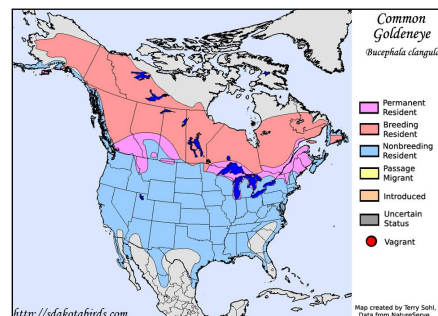 Common
Goldeneye
Bucephala clangula
Permanent
Resident
Breeding
Resident
Nonbreeding
Resident
Passage
Migrant
Introduced
Uncertain
Status
Vagrant
http://sdakotabirds.com
Map created by Terry Sohl,
Data from NatureServe